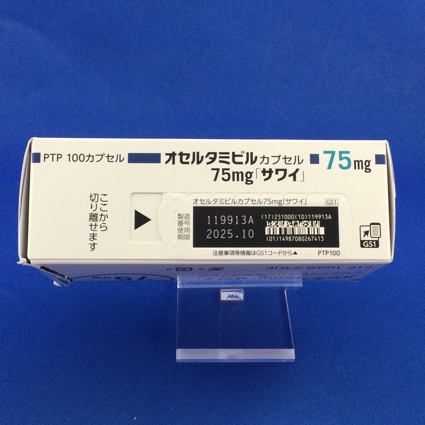 PTP 100カプセル
オセルタミビルカプセル
75mg「サワイ」
75mg
ここから
切り離せます
オセルタミビルカプセル75mg「サワイ」
GS1
製造番号 119913A
使用期限 2025.10
(17)251000(10)119913A
(01)14987080267413
GS1
注意事項等情報はGS1コードから▲
PTP100